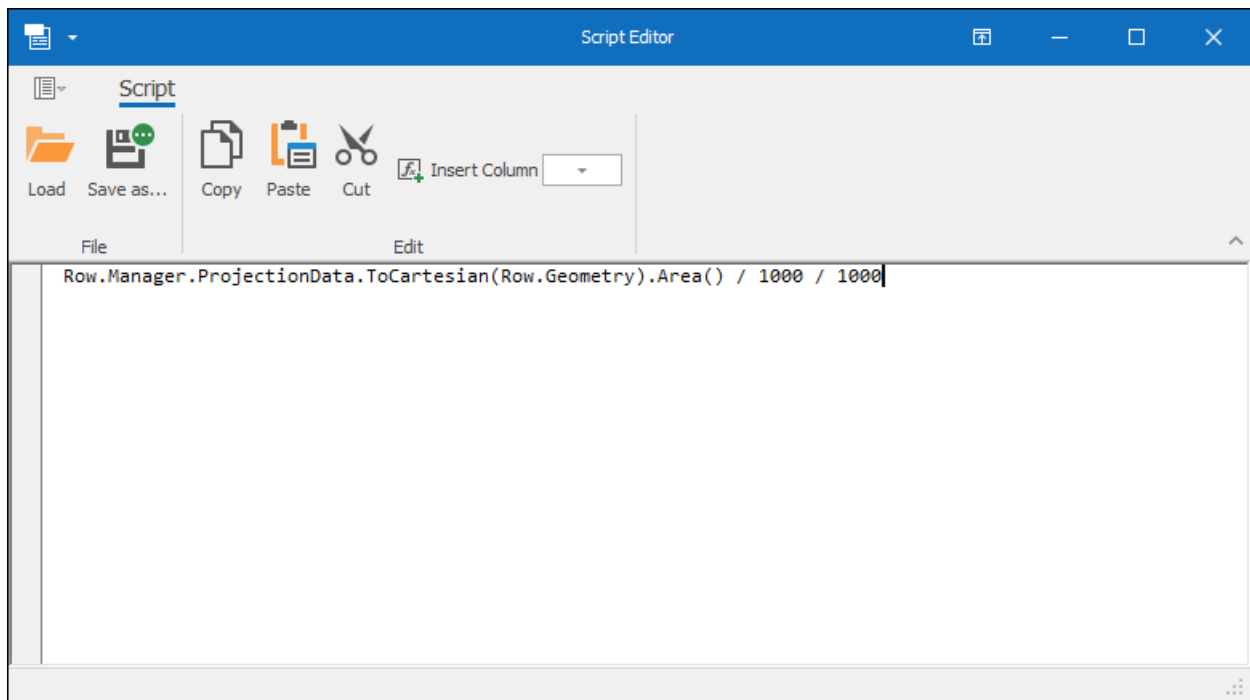 Script Editor
Script
Load
Save as...
Copy
Paste
Cut
Insert Column
File
Edit
Row.Manager.ProjectionData.ToCartesian(Row.Geometry).Area() / 1000 / 1000